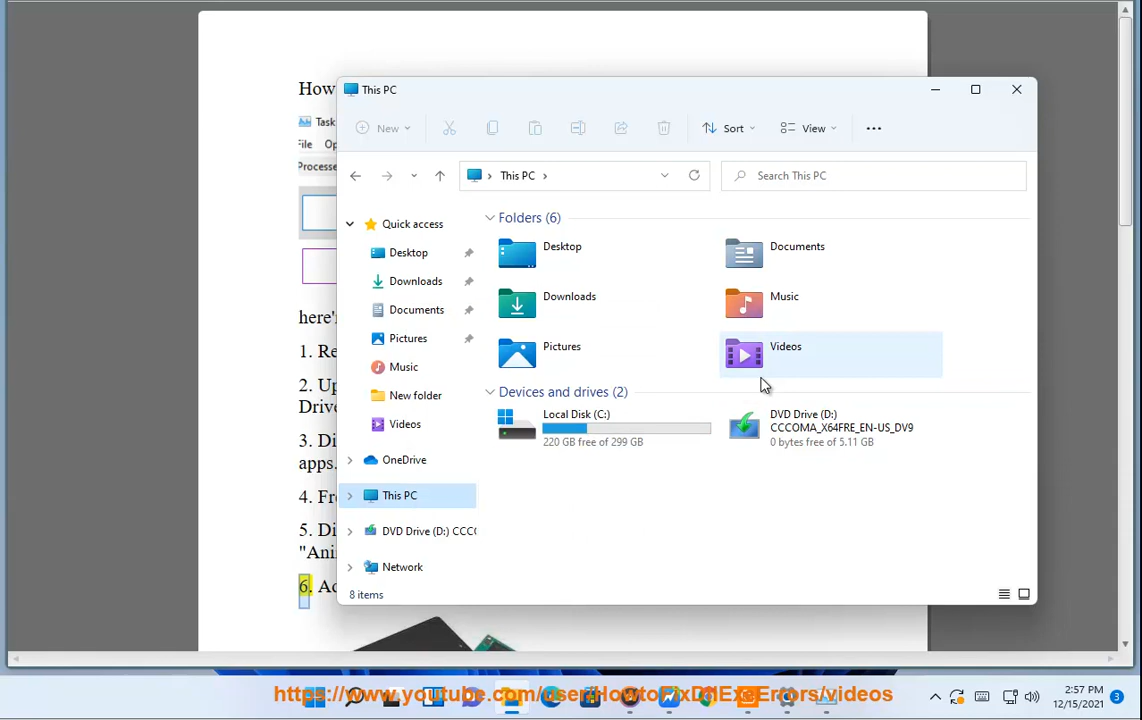 How
Task
File Op
Processe
here'
1. Re
2. Up
Drive
3. Di
apps.
4. Fr
5. Di
"Ani
6. Ad
This PC
New
Sort
View
This PC
Search This PC
Quick access
Desktop
Downloads
Documents
Pictures
Music
New folder
Videos
OneDrive
This PC
DVD Drive (D:) CCC
Network
Folders (6)
Desktop
Documents
Downloads
Music
Pictures
Videos
Devices and drives (2)
Local Disk (C:)
220 GB free of 299 GB
DVD Drive (D:)
CCCOMA_X64FRE_EN-US_DV9
0 bytes free of 5.11 GB
8 items
https://www.youtube.com/user/HowtoFixDMExErrors/videos
2:57 PM
12/15/2021
3